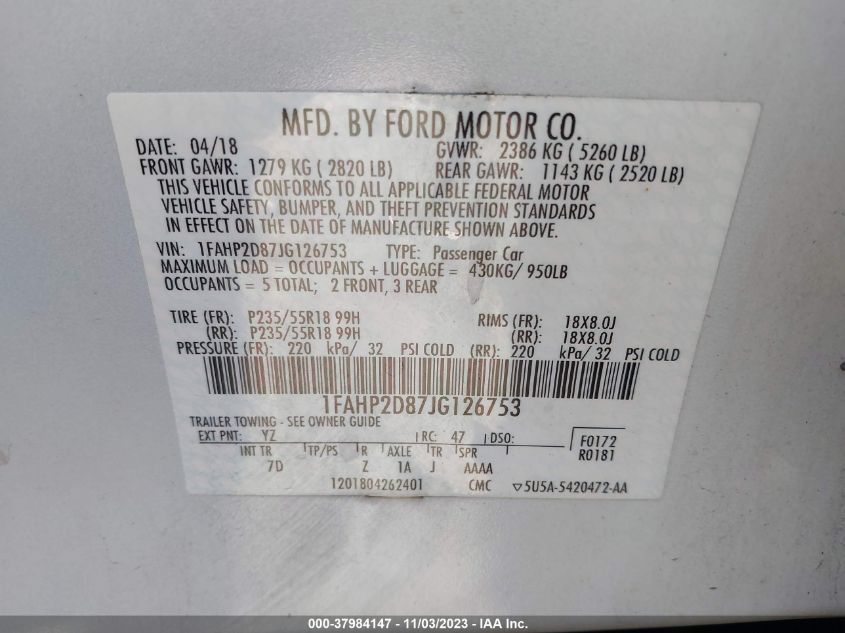 MFD. BY FORD MOTOR CO.
DATE: 04/18 GVWR: 2386 KG ( 5260 LB)
FRONT GAWR: 1279 KG ( 2820 LB) REAR GAWR: 1143 KG ( 2520 LB)
THIS VEHICLE CONFORMS TO ALL APPLICABLE FEDERAL MOTOR
VEHICLE SAFETY, BUMPER, AND THEFT PREVENTION STANDARDS
IN EFFECT ON THE DATE OF MANUFACTURE SHOWN ABOVE.
VIN: 1FAHP2D87JG126753 TYPE: Passenger Car
MAXIMUM LOAD = OCCUPANTS + LUGGAGE = 430KG/ 950LB
OCCUPANTS = 5 TOTAL; 2 FRONT, 3 REAR
TIRE (FR): P235/55R18 99H RIMS (FR): 18X8.0J
(RR): P235/55R18 99H (RR): 18X8.0J
PRESSURE (FR): 220 kPa/ 32 PSI COLD (RR): 220 kPa/ 32 PSI COLD
1FAHP2D87JG126753
TRAILER TOWING - SEE OWNER GUIDE
EXT PNT: YZ RC: 47 DSO: F0172
INT TR TP/PS R AXLE TR SPR R0181
7D Z 1A J AAAA
1201804262401 CMC ▽5U5A-5420472-AA
000-37984147 - 11/03/2023 - IAA Inc.